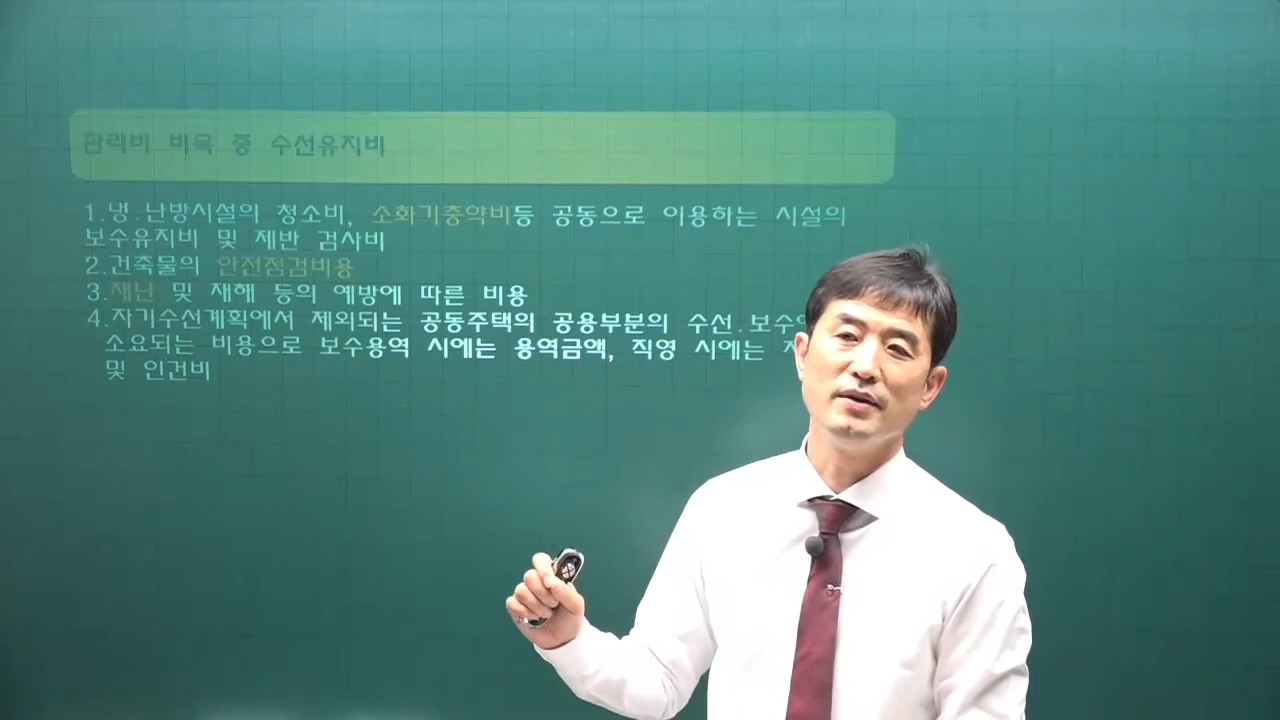 관리비 비목 중 수선유지비
1.냉.난방시설의 청소비, 소화기충약비등 공동으로 이용하는 시설의
보수유지비 및 제반 검사비
2.건축물의 안전점검비용
3.재난 및 재해 등의 예방에 따른 비용
4.자기수선계획에서 제외되는 공동주택의 공용부분의 수선.보수
소요되는 비용으로 보수용역 시에는 용역금액, 직영 시에는
및 인건비